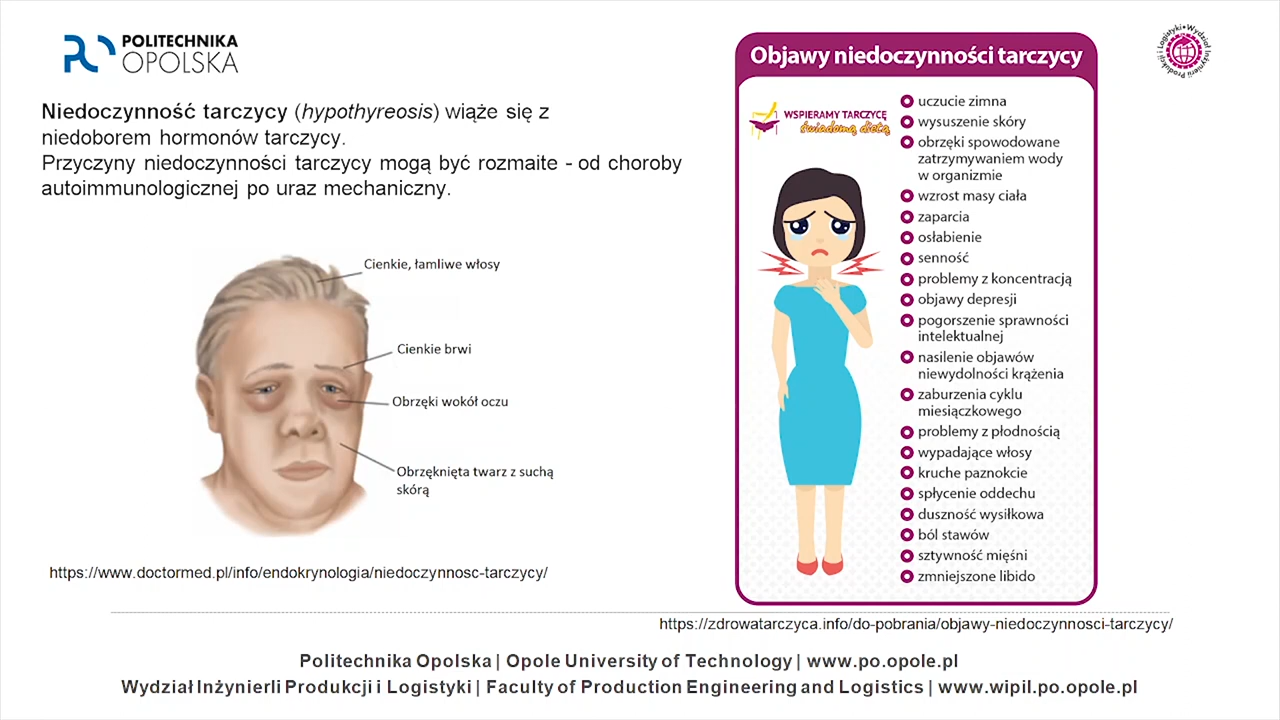 POLITECHNIKA
OPOLSKA
Niedoczynność tarczycy (hypothyreosis) wiąże się z
niedoborem hormonów tarczycy.
Przyczyny niedoczynności tarczycy mogą być rozmaite - od choroby
autoimmunologicznej po uraz mechaniczny.
Cienkie, łamliwe włosy
Cienkie brwi
Obrzęki wokół oczu
Obrzęknięta twarz z suchą
skórą
https://www.doctormed.pl/info/endokrynologia/niedoczynnosc-tarczycy/
Objawy niedoczynności tarczycy
WSPIERAMY TARCZYCĘ
świadomą dietą
uczucie zimna
wysuszenie skóry
obrzęki spowodowane
zatrzymywaniem wody
w organizmie
wzrost masy ciała
zaparcia
osłabienie
senność
problemy z koncentracją
objawy depresji
pogorszenie sprawności
intelektualnej
nasilenie objawów
niewydolności krążenia
zaburzenia cyklu
miesiączkowego
problemy z płodnością
wypadające włosy
kruche paznokcie
spłycenie oddechu
duszność wysiłkowa
ból stawów
sztywność mięśni
zmniejszone libido
Wydział Inżynierii Produkcji i Logistyki
https://zdrowatarczyca.info/do-pobrania/objawy-niedoczynnosci-tarczycy/
Politechnika Opolska | Opole University of Technology | www.po.opole.pl
Wydział Inżynierli Produkcji i Logistyki | Faculty of Production Engineering and Logistics | www.wipil.po.opole.pl